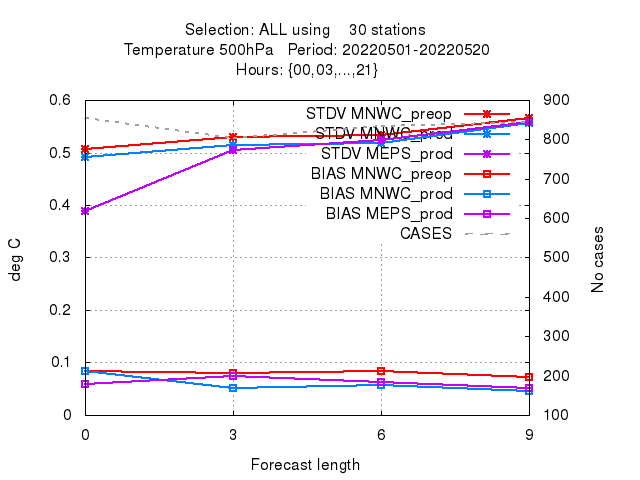 Selection: ALL using 30 stations
Temperature 500hPa Period: 20220501-20220520
Hours: {00,03,...,21}
0.6
0.5
0.4
0.3
0.2
0.1
0
deg C
STDV MNWC_preop
STDV MNWC_prod
STDV MEPS_prod
BIAS MNWC_preop
BIAS MNWC_prod
BIAS MEPS_prod
CASES
900
800
700
600
500
400
300
200
100
No cases
0 3 6 9
Forecast length